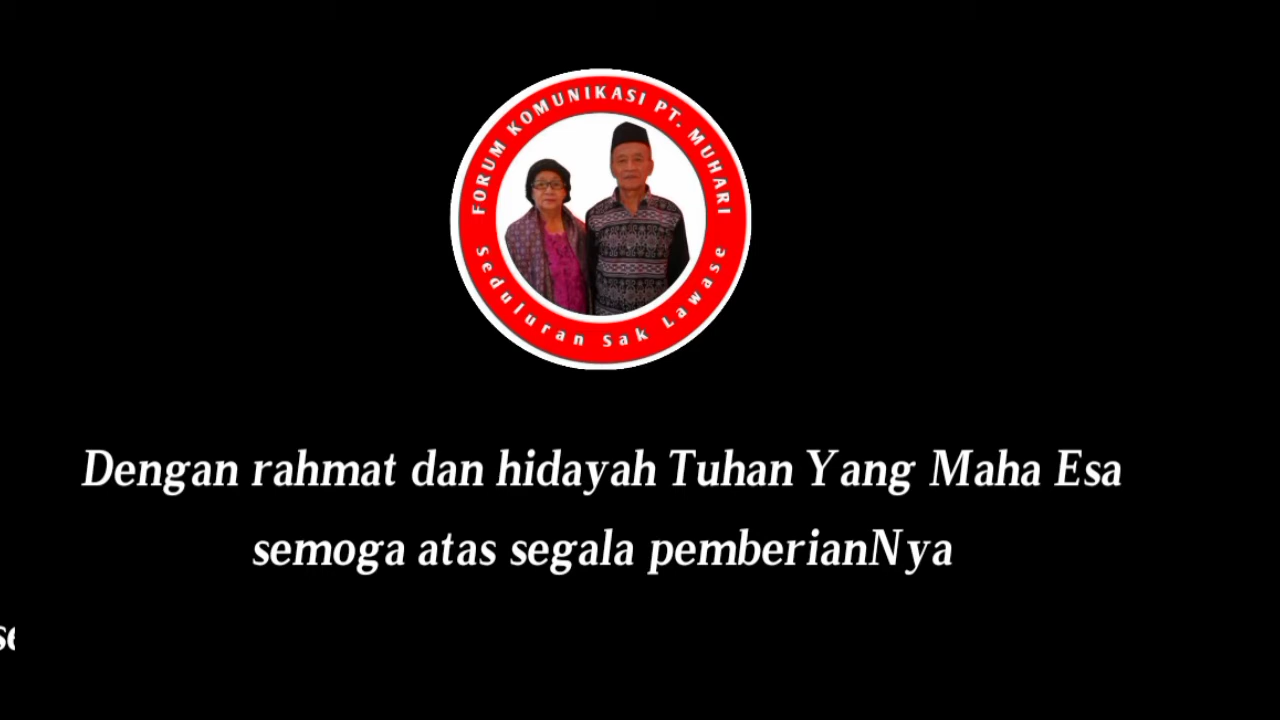 FORUM KOMUNIKASI PT. MUHARI
Seduluran Sak Lawase
Dengan rahmat dan hidayah Tuhan Yang Maha Esa
semoga atas segala pemberianNya